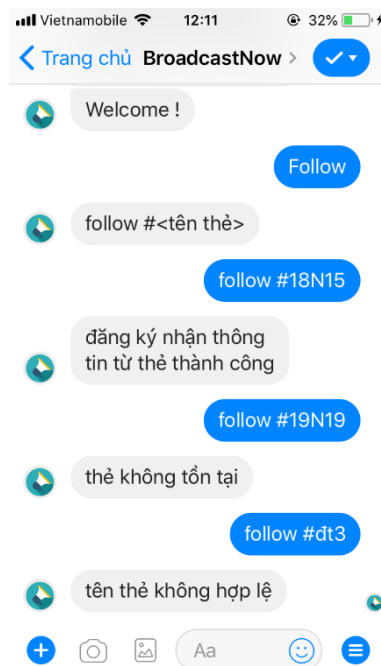 Vietnamobile 12:11 32%
Trang chủ BroadcastNow
Welcome !
Follow
follow #<tên thẻ>
follow #18N15
đăng ký nhận thông
tin từ thẻ thành công
follow #19N19
thẻ không tồn tại
follow #đt3
tên thẻ không hợp lệ
Aa